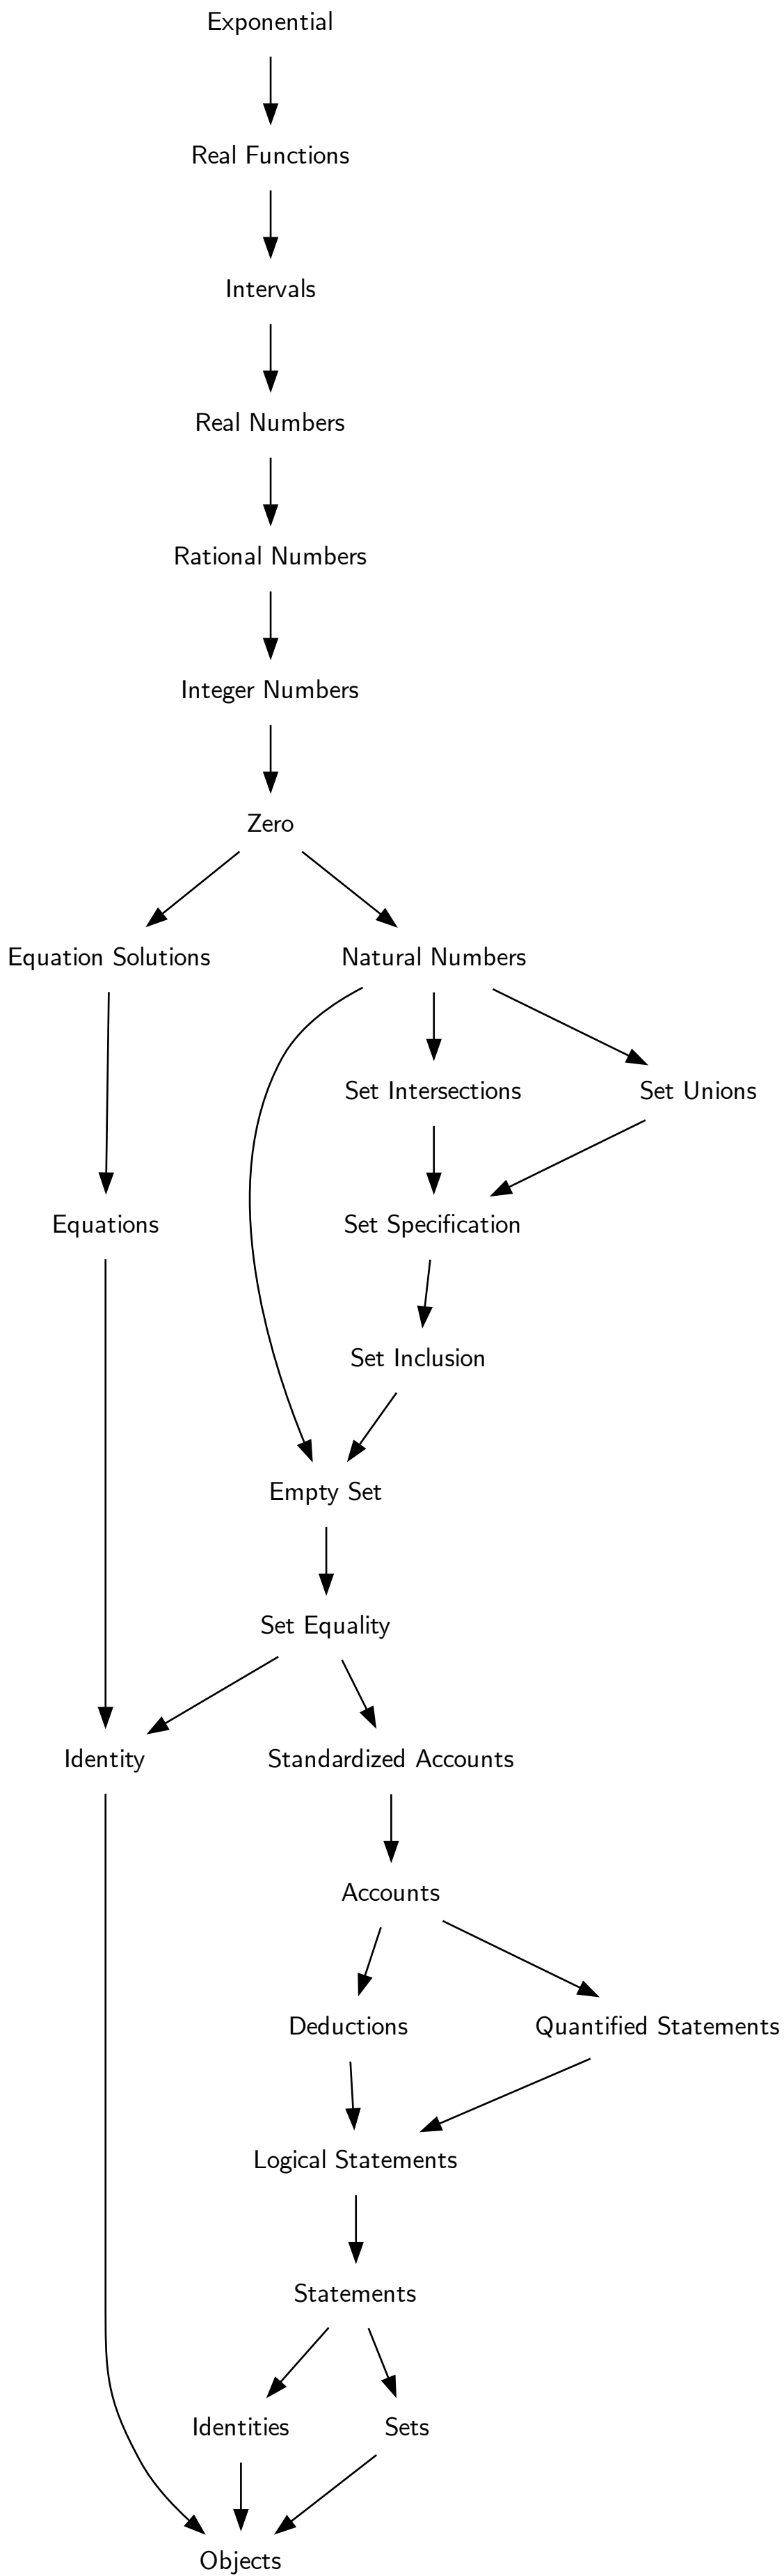 Exponential
Real Functions
Intervals
Real Numbers
Rational Numbers
Integer Numbers
Zero
Equation Solutions
Natural Numbers
Set Intersections
Set Unions
Equations
Set Specification
Set Inclusion
Empty Set
Set Equality
Identity
Standardized Accounts
Accounts
Deductions
Quantified Statements
Logical Statements
Statements
Identities
Sets
Objects